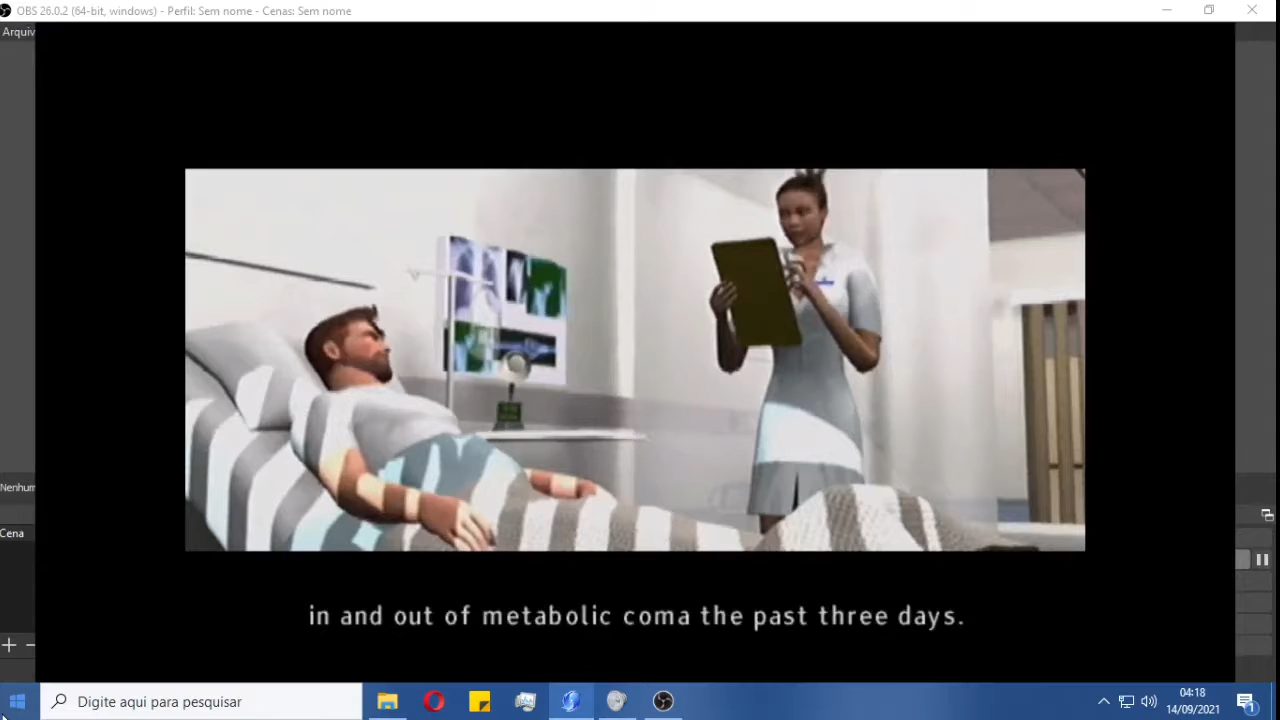 OBS 26.0.2 (64-bit, windows) - Perfil: Sem nome - Cenas: Sem nome
Arquiv
Nenhum
Cena
in and out of metabolic coma the past three days.
Digite aqui para pesquisar
04:18
14/09/2021
1